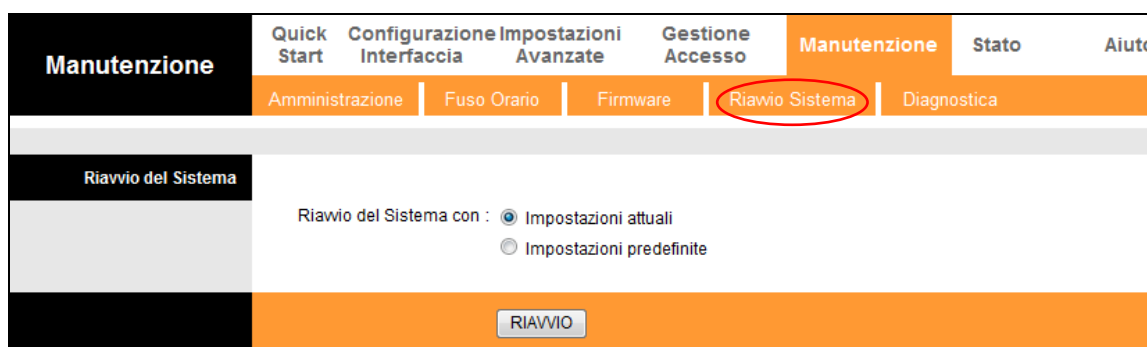 Manutenzione
Quick Start
Configurazione Interfaccia
Impostazioni Avanzate
Gestione Accesso
Manutenzione
Stato
Aiuto
Amministrazione
Fuso Orario
Firmware
Riavvio Sistema
Diagnostica
Riavvio del Sistema
Riavvio del Sistema con : Impostazioni attuali
Impostazioni predefinite
RIAVVIO